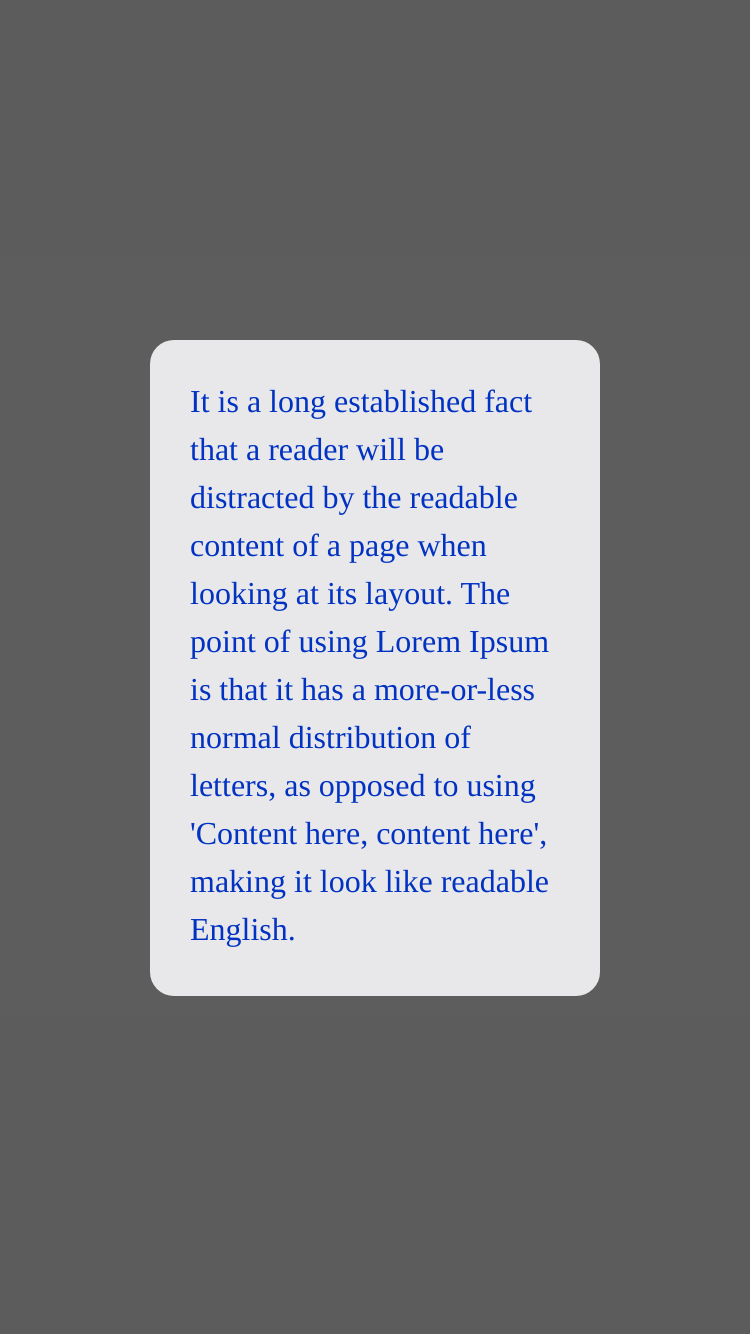 It is a long established fact
that a reader will be
distracted by the readable
content of a page when
looking at its layout. The
point of using Lorem Ipsum
is that it has a more-or-less
normal distribution of
letters, as opposed to using
'Content here, content here',
making it look like readable
English.